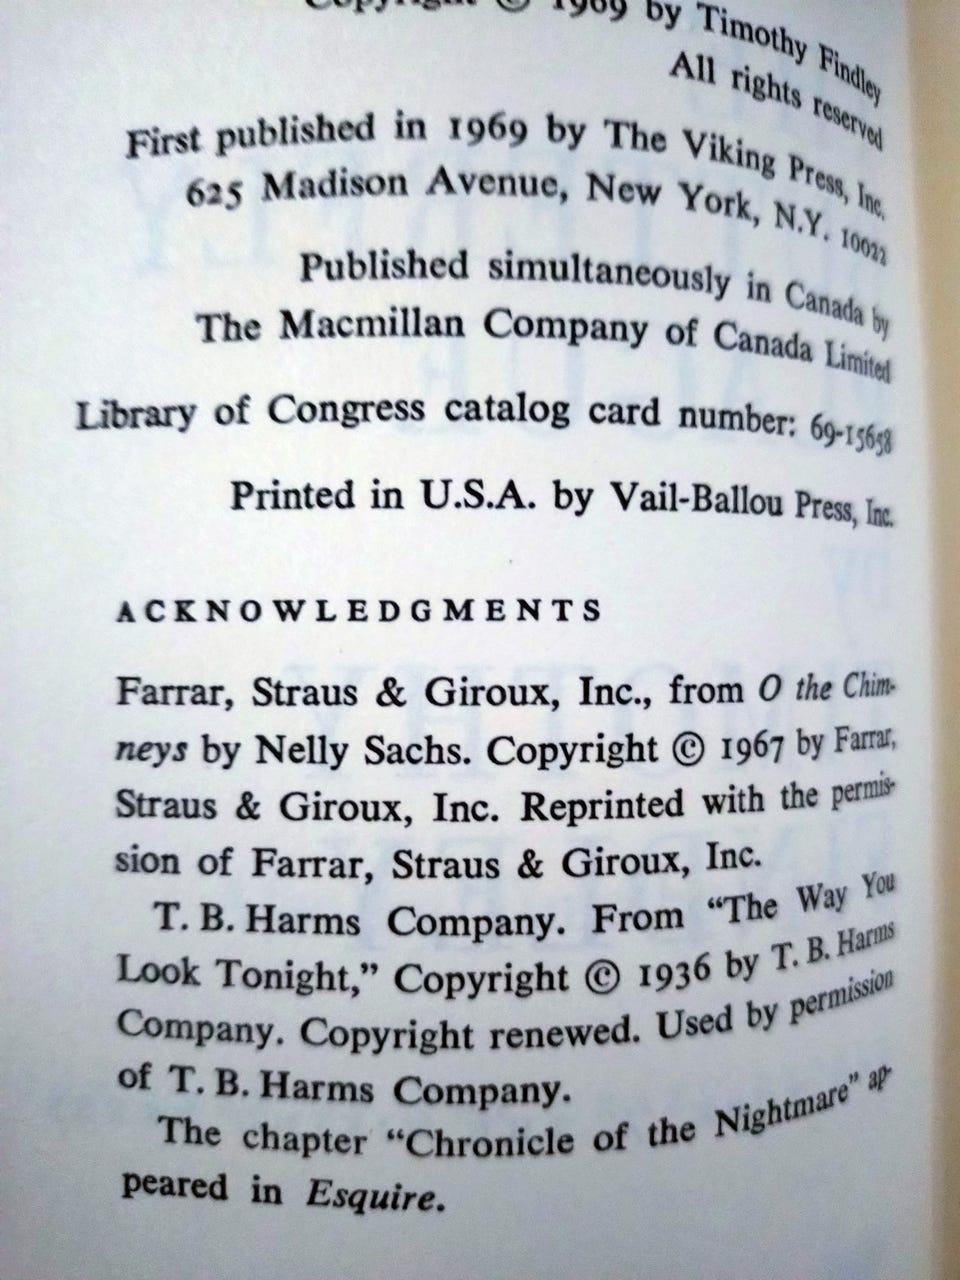 Copyright © 1969 by Timothy Findley
All rights reserved
First published in 1969 by The Viking Press, Inc.
625 Madison Avenue, New York, N.Y. 10022
Published simultaneously in Canada by
The Macmillan Company of Canada Limited
Library of Congress catalog card number: 69-15658
Printed in U.S.A. by Vail-Ballou Press, Inc.
ACKNOWLEDGMENTS
Farrar, Straus & Giroux, Inc., from O the Chim-
neys by Nelly Sachs. Copyright © 1967 by Farrar,
Straus & Giroux, Inc. Reprinted with the permis-
sion of Farrar, Straus & Giroux, Inc.
T. B. Harms Company. From “The Way You
Look Tonight,” Copyright © 1936 by T. B. Harms
Company. Copyright renewed. Used by permission
of T. B. Harms Company.
The chapter “Chronicle of the Nightmare” ap-
peared in Esquire.